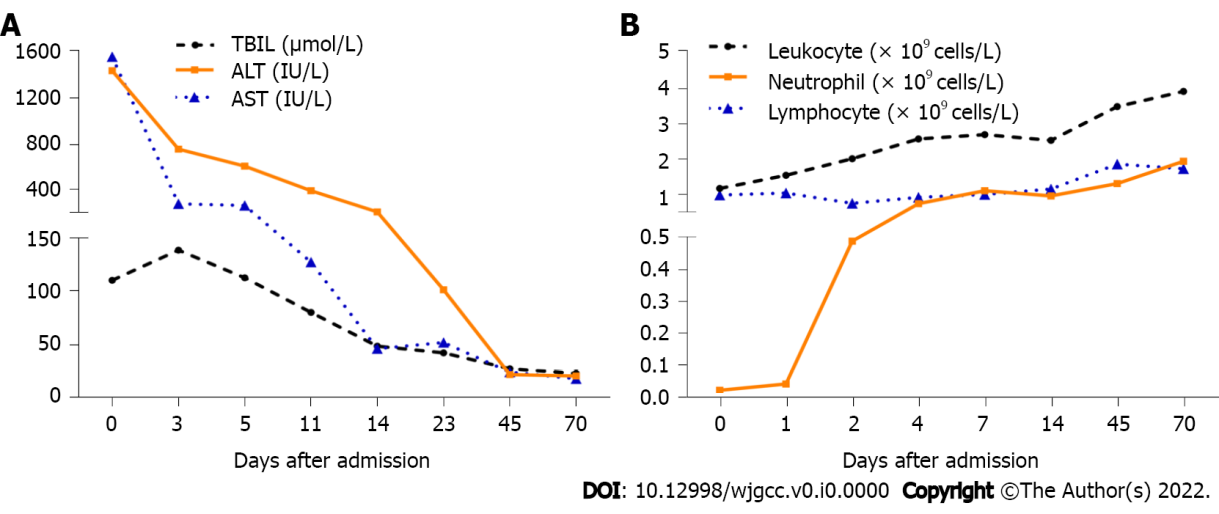 A
TBIL (µmol/L)
ALT (IU/L)
AST (IU/L)
1600
1200
800
400
150
100
50
0
0 3 5 11 14 23 45 70
Days after admission
B
Leukocyte (× 10⁹ cells/L)
Neutrophil (× 10⁹ cells/L)
Lymphocyte (× 10⁹ cells/L)
5
4
3
2
1
0.5
0.4
0.3
0.2
0.1
0.0
0 1 2 4 7 14 45 70
Days after admission
DOI: 10.12998/wjgcc.v0.i0.0000 Copyright ©The Author(s) 2022.